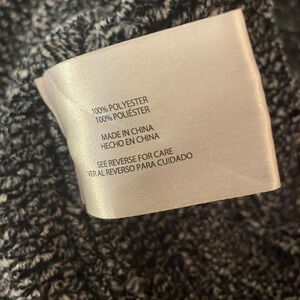 100% POLYESTER
100% POLIÉSTER
MADE IN CHINA
HECHO EN CHINA
SEE REVERSE FOR CARE
VER AL REVERSO PARA CUIDADO